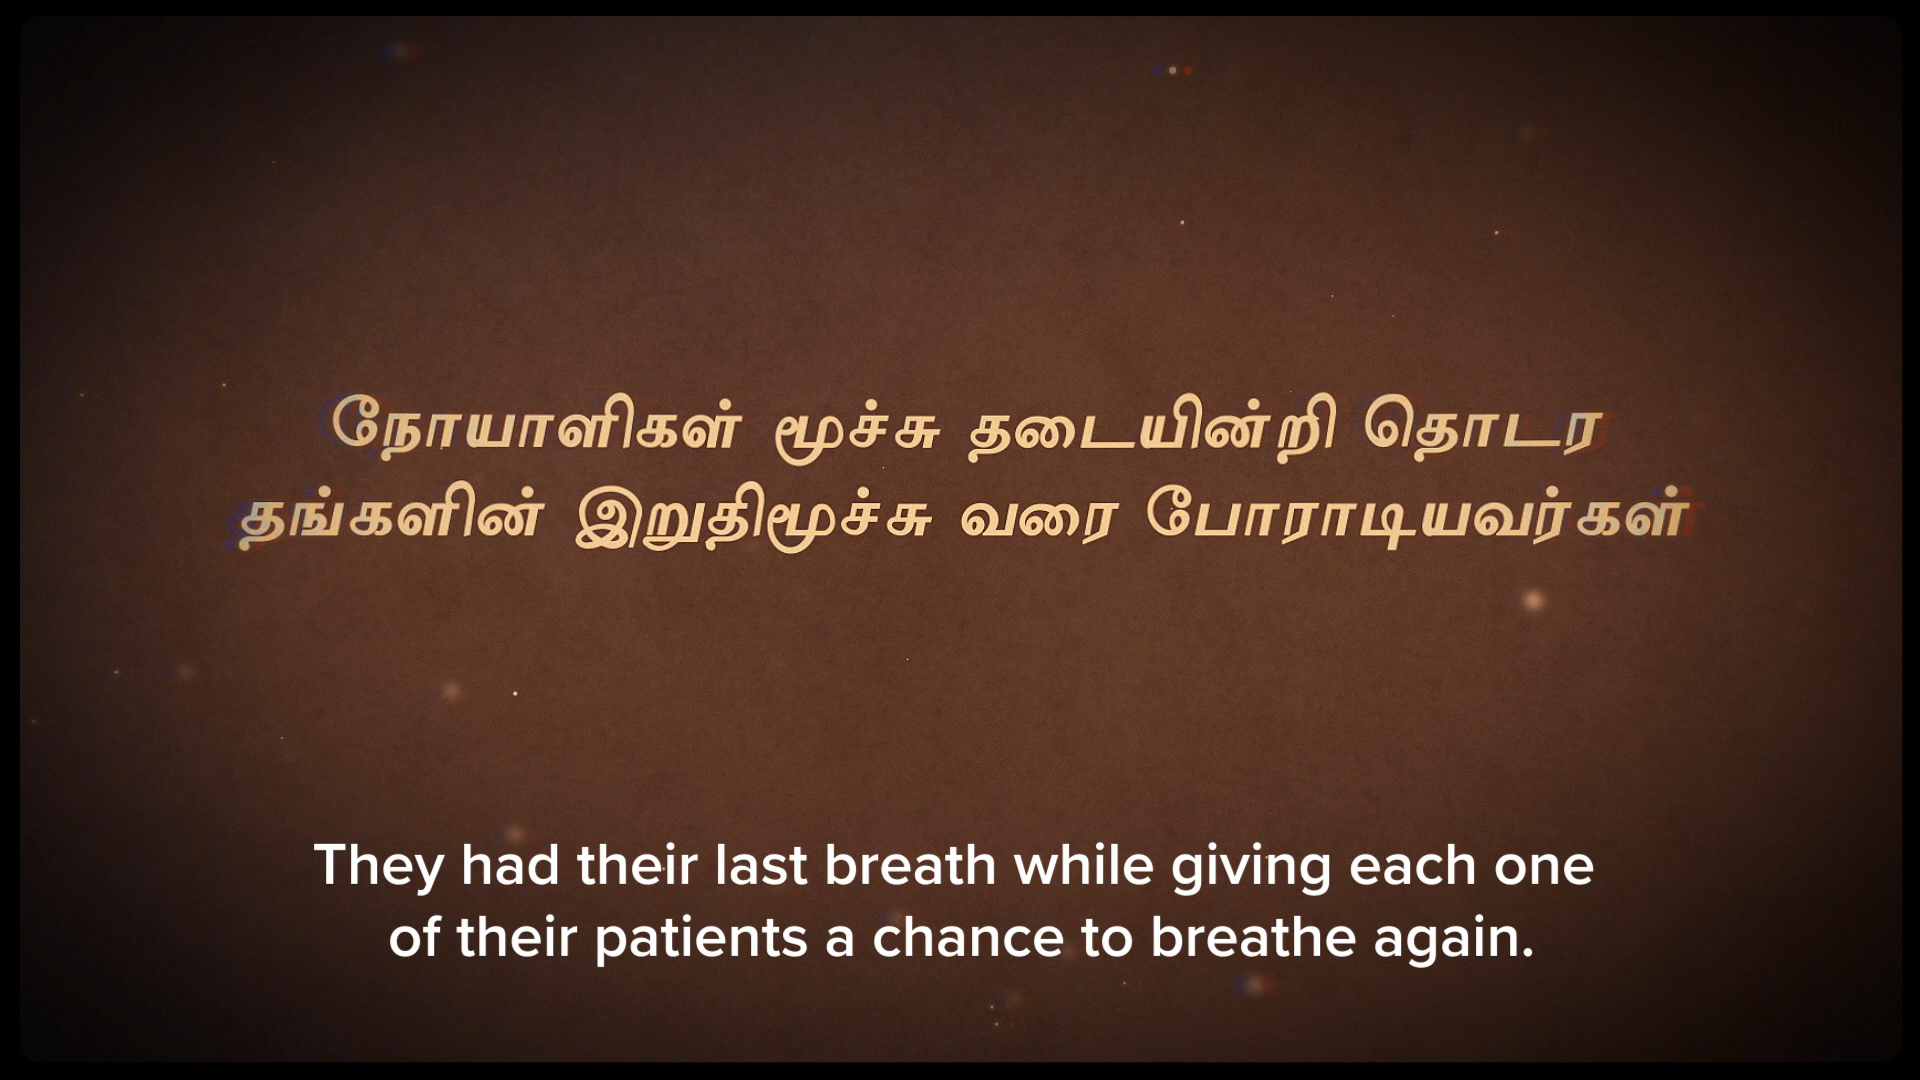 நோயாளிகள் மூச்சு தடையின்றி தொடர
தங்களின் இறுதிமூச்சு வரை போராடியவர்கள்
They had their last breath while giving each one
of their patients a chance to breathe again.